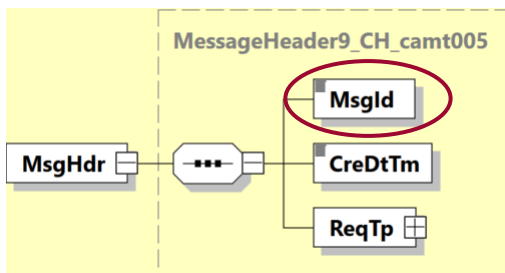 MessageHeader9_CH_camt005
MsgId
MsgHdr
CreDtTm
ReqTp